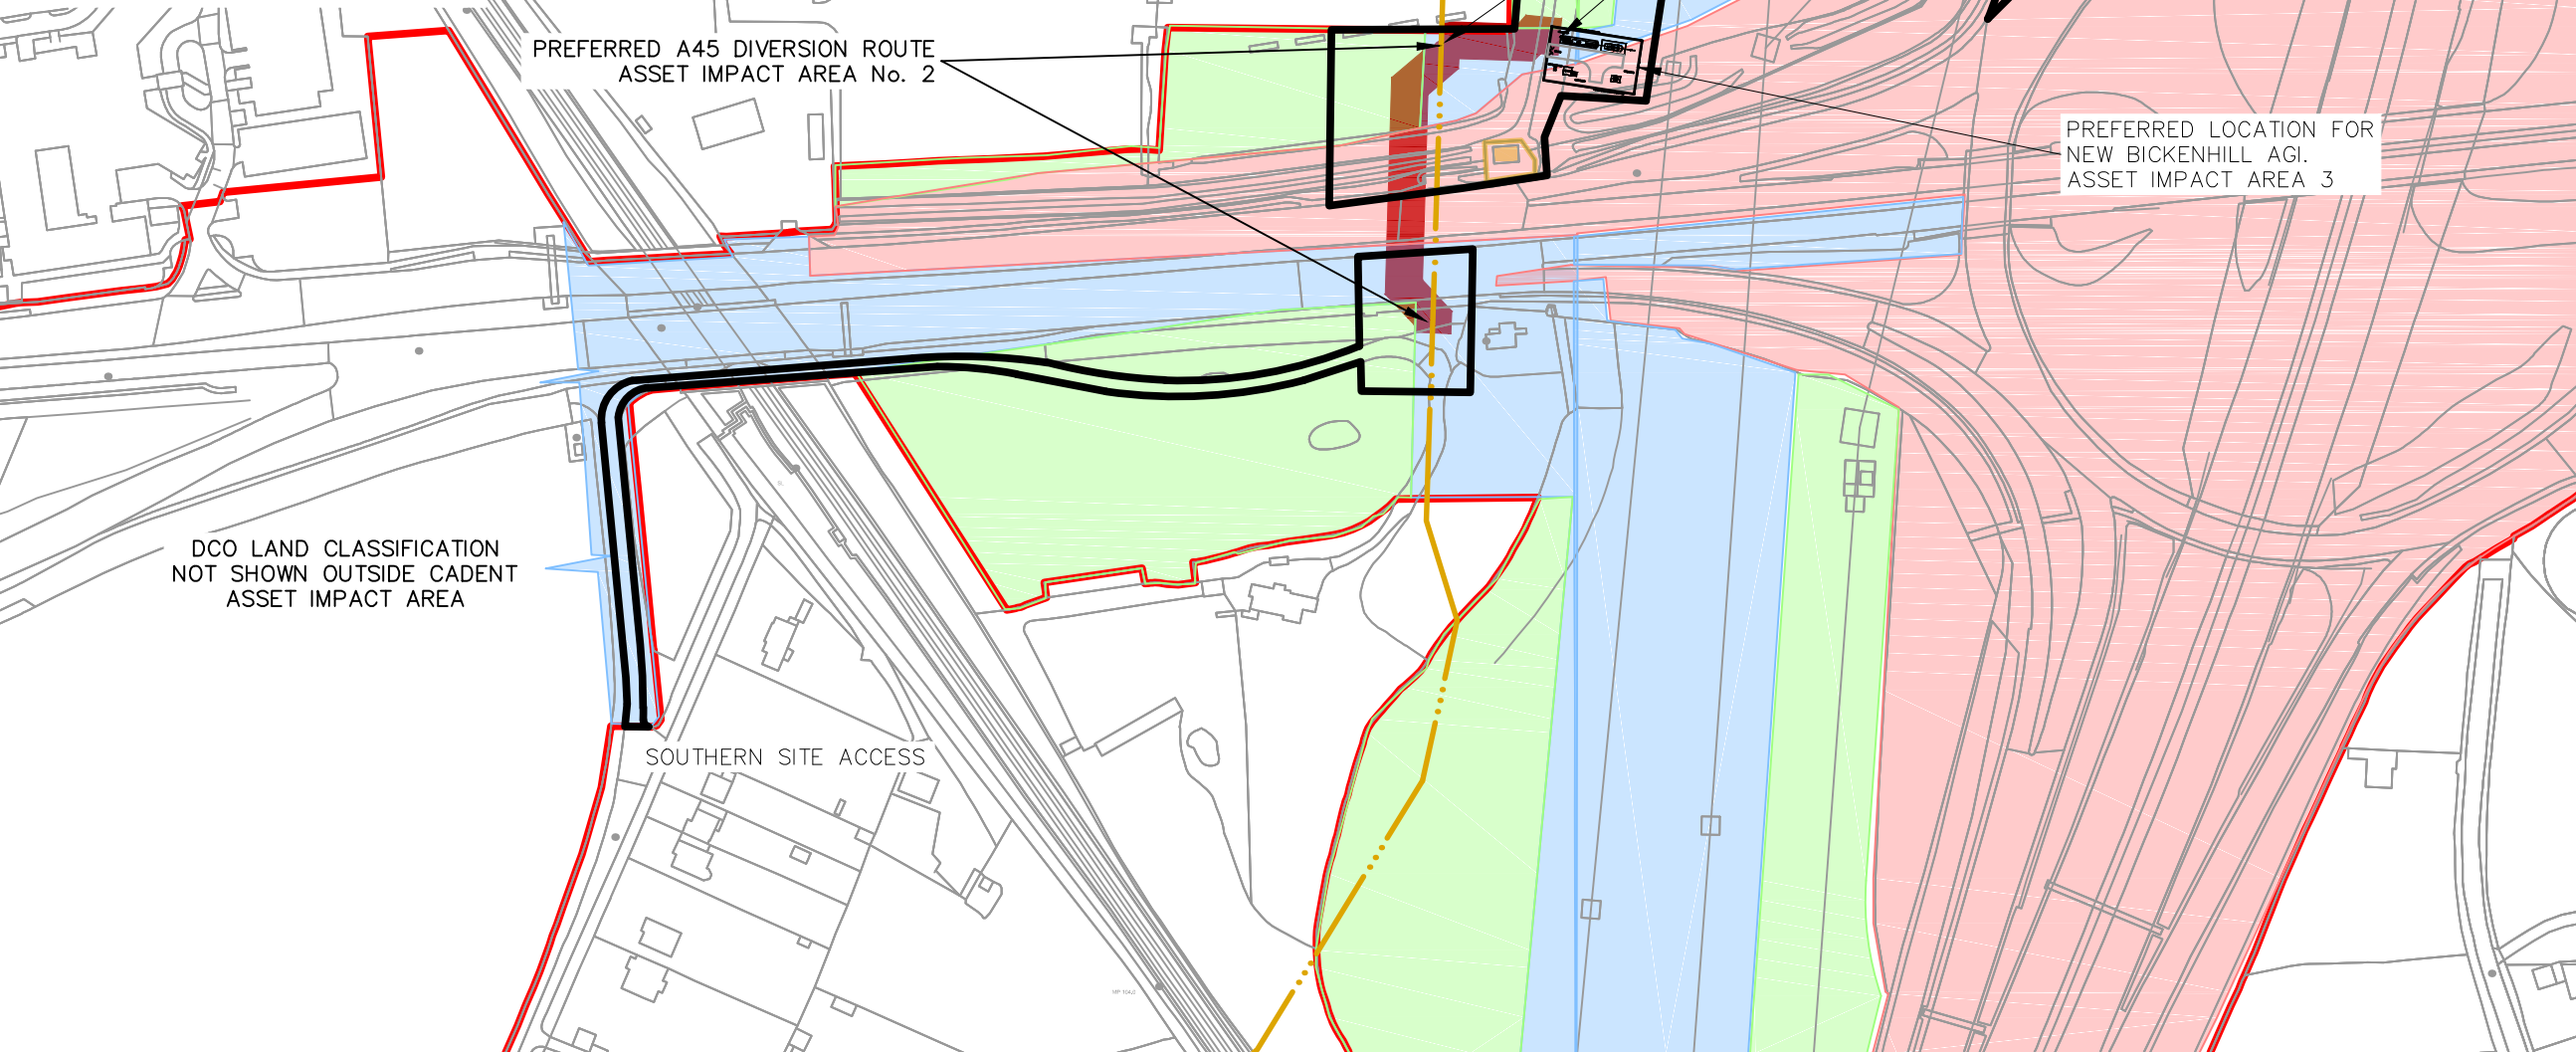 PREFERRED A45 DIVERSION ROUTE
ASSET IMPACT AREA No. 2
PREFERRED LOCATION FOR
NEW BICKENHILL AGI.
ASSET IMPACT AREA 3
DCO LAND CLASSIFICATION
NOT SHOWN OUTSIDE CADENT
ASSET IMPACT AREA
SOUTHERN SITE ACCESS